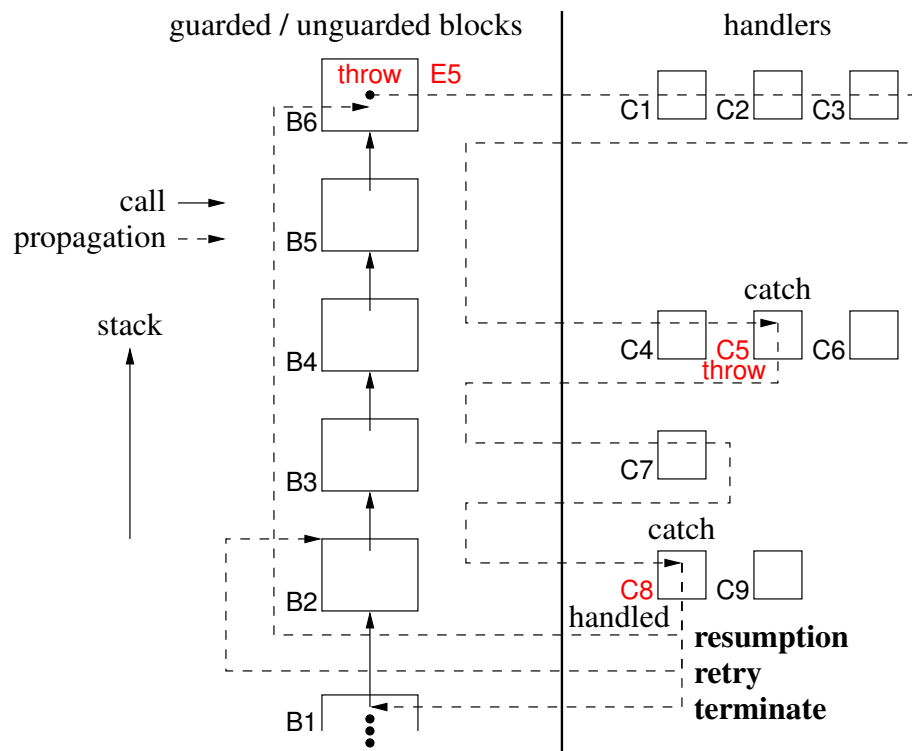 guarded / unguarded blocks handlers
throw E5
B6 C1 C2 C3
call
propagation B5
catch
stack
B4 C4 C5 C6
throw
B3 C7
catch
B2 C8 C9
handled
resumption
retry
terminate
B1